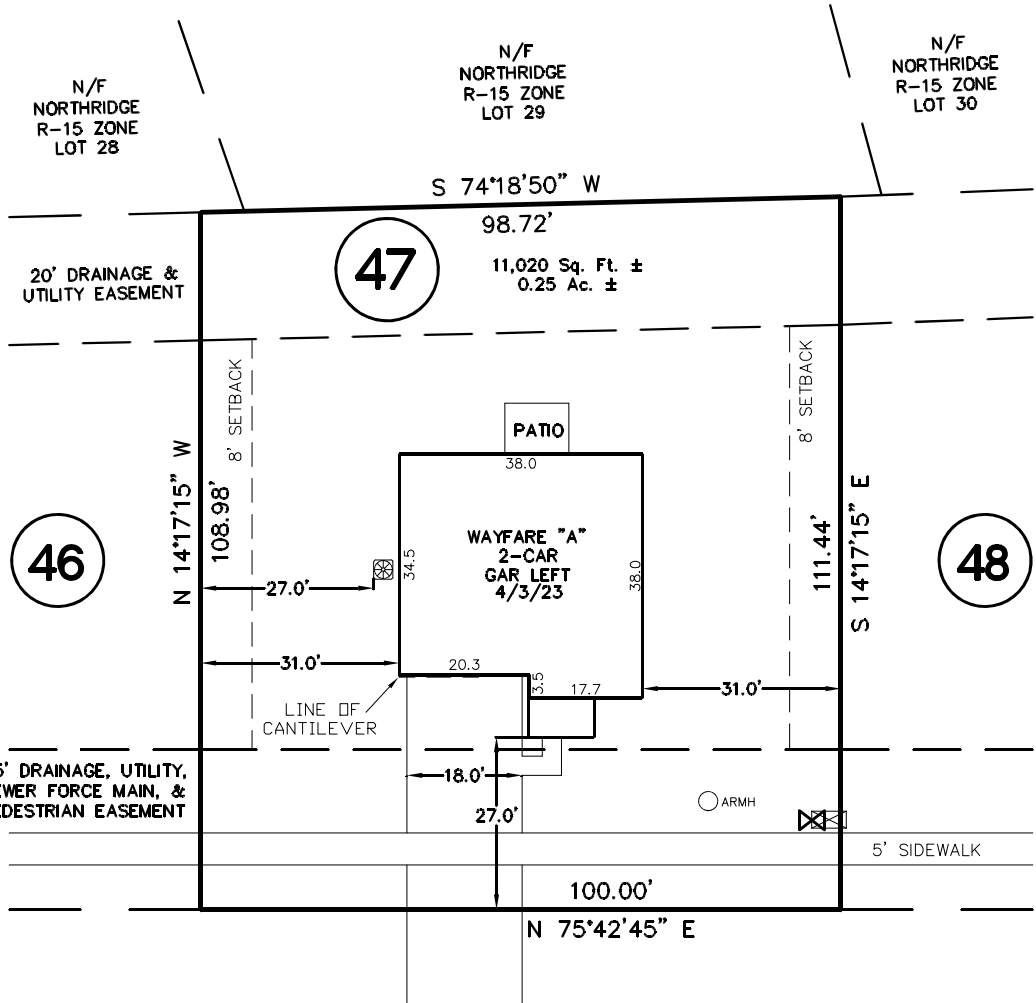 N/F
NORTHRIDGE
R-15 ZONE
LOT 28
N/F
NORTHRIDGE
R-15 ZONE
LOT 29
N/F
NORTHRIDGE
R-15 ZONE
LOT 30
S 74°18'50" W
98.72'
47
11,020 Sq. Ft. ±
0.25 Ac. ±
20' DRAINAGE &
UTILITY EASEMENT
8' SETBACK
8' SETBACK
N 14°17'15" W
108.98'
PATIO
38.0
WAYFARE "A"
2-CAR
GAR LEFT
4/3/23
34.5
38.0
111.44'
S 14°17'15" E
46
48
27.0'
31.0'
20.3
3.5
17.7
31.0'
LINE OF
CANTILEVER
5' DRAINAGE, UTILITY,
EWER FORCE MAIN, &
EDESTRIAN EASEMENT
18.0'
27.0'
ARMH
5' SIDEWALK
100.00'
N 75°42'45" E